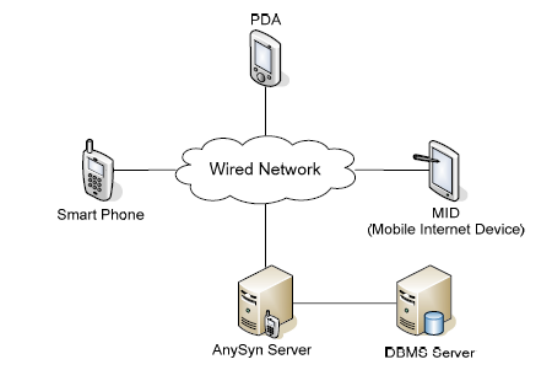 PDA
Wired Network
Smart Phone
MID
(Mobile Internet Device)
AnySyn Server
DBMS Server